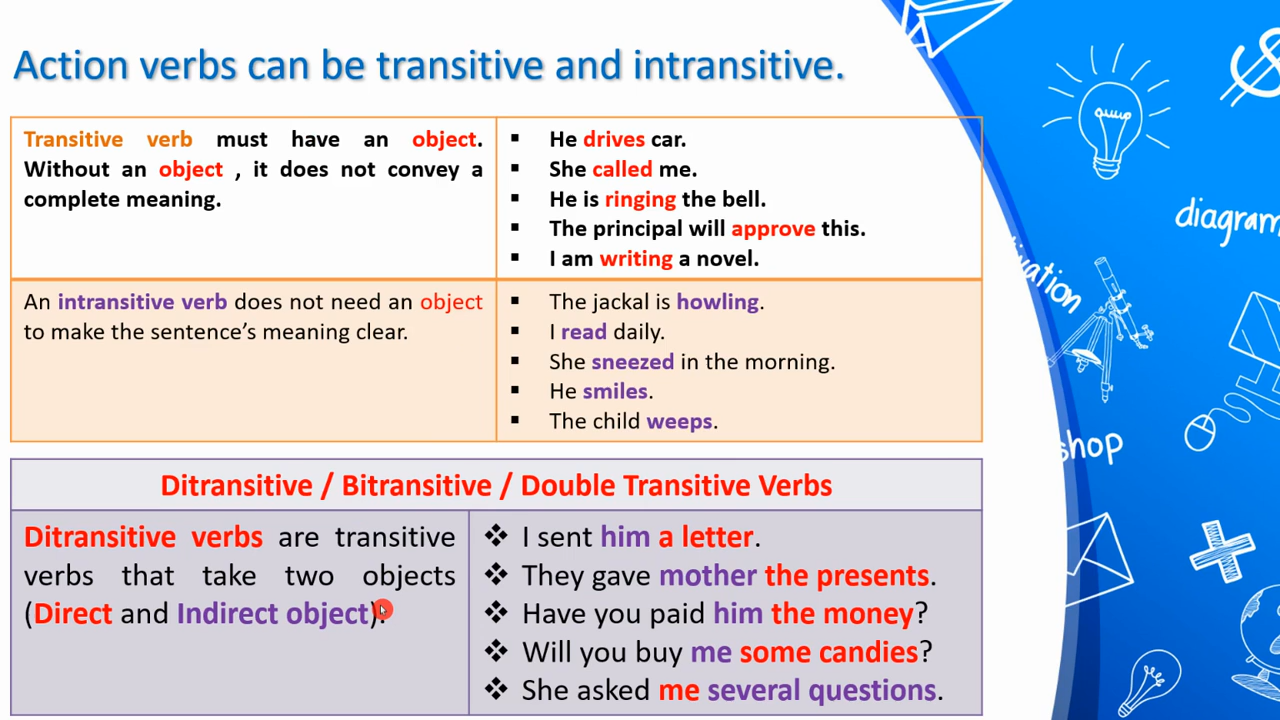 Action verbs can be transitive and intransitive.
Transitive verb must have an object.
Without an object , it does not convey a
complete meaning.
▪ He drives car.
▪ She called me.
▪ He is ringing the bell.
▪ The principal will approve this.
▪ I am writing a novel.
An intransitive verb does not need an object
to make the sentence’s meaning clear.
▪ The jackal is howling.
▪ I read daily.
▪ She sneezed in the morning.
▪ He smiles.
▪ The child weeps.
Ditransitive / Bitransitive / Double Transitive Verbs
Ditransitive verbs are transitive
verbs that take two objects
(Direct and Indirect object).
❖ I sent him a letter.
❖ They gave mother the presents.
❖ Have you paid him the money?
❖ Will you buy me some candies?
❖ She asked me several questions.
$
diagram
ivation
shop